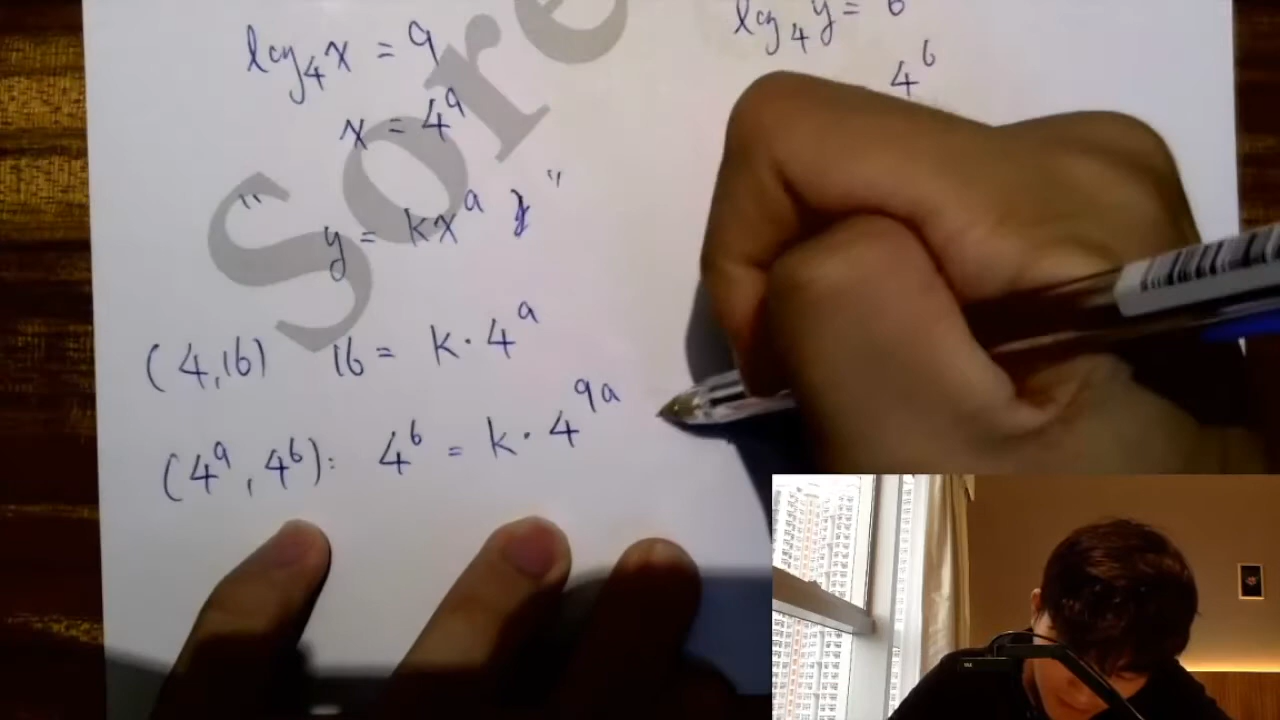 log₄x = 9
log₄y = 6
x = 4⁹
4⁶
"y = kxᵃ"
(4,16) 16 = k · 4ᵃ
(4⁹, 4⁶): 4⁶ = k · 4⁹ᵃ
Sore